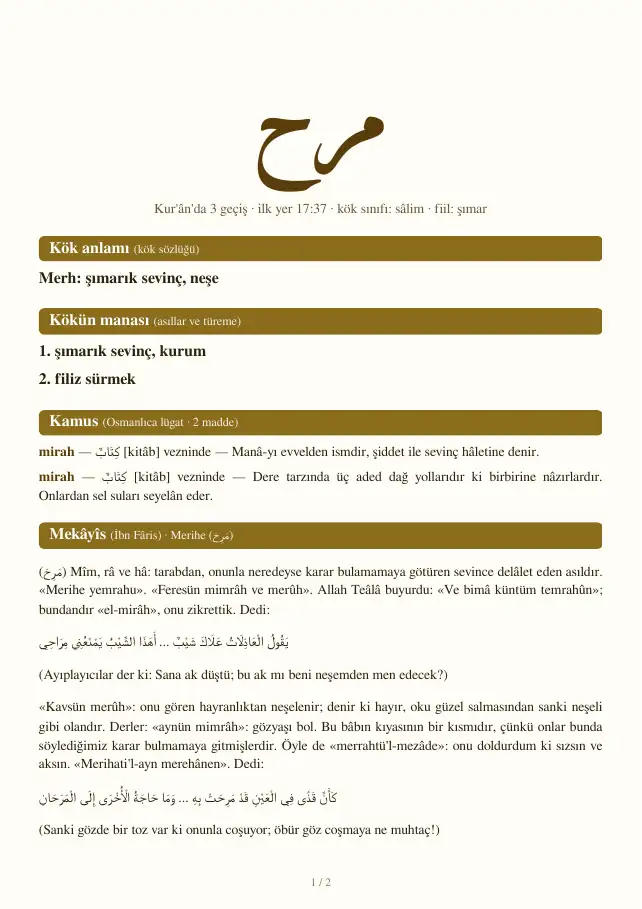 مرح
Kur'ân'da 3 geçiş · ilk yer 17:37 · kök sınıfı: sâlim · fiil: şımar
Kök anlamı (kök sözlüğü)
Merh: şımarık sevinç, neşe
Kökün manası (asıllar ve türeme)
1. şımarık sevinç, kurum
2. filiz sürmek
Kamus (Osmanlıca lügat · 2 madde)
mirah — كِتَابٌ [kitâb] vezninde — Manâ-yı evvelden ismdir, şiddet ile sevinç hâletine denir.
mirah — كِتَابٌ [kitâb] vezninde — Dere tarzında üç aded dağ yollarıdır ki birbirine nâzırlardır.
Onlardan sel suları seyelân eder.
Mekâyîs (İbn Fâris) · Merihe (مَرِحَ)
(مَرِحَ) Mîm, râ ve hâ: tarabdan, onunla neredeyse karar bulamamaya götüren sevince delâlet eden asıldır.
«Merihe yemrahu». «Feresün mimrâh ve merûh». Allah Teâlâ buyurdu: «Ve bimâ küntüm temrahûn»;
bundandır «el-mirâh», onu zikrettik. Dedi:
يَقُولُ الْعَاذِلَاتُ عَلَاكَ شَيْبٌ ... أَهَذَا الشَّيْبُ يَمْنَعُنِي مِرَاحِي
(Ayıplayıcılar der ki: Sana ak düştü; bu ak mı beni neşemden men edecek?)
«Kavsün merûh»: onu gören hayranlıktan neşelenir; denir ki hayır, oku güzel salmasından sanki neşeli
gibi olandır. Derler: «aynün mimrâh»: gözyaşı bol. Bu bâbın kıyasının bir kısmıdır, çünkü onlar bunda
söylediğimiz karar bulmamaya gitmişlerdir. Öyle de «merrahtü'l-mezâde»: onu doldurdum ki sızsın ve
aksın. «Merihati'l-ayn merehânen». Dedi:
كَأَنَّ قَذًى فِي الْعَيْنِ قَدْ مَرِحَتْ بِهِ ... وَمَا حَاجَةُ الْأُخْرَى إِلَى الْمَرَحَانِ
(Sanki gözde bir toz var ki onunla coşuyor; öbür göz coşmaya ne muhtaç!)
1 / 2